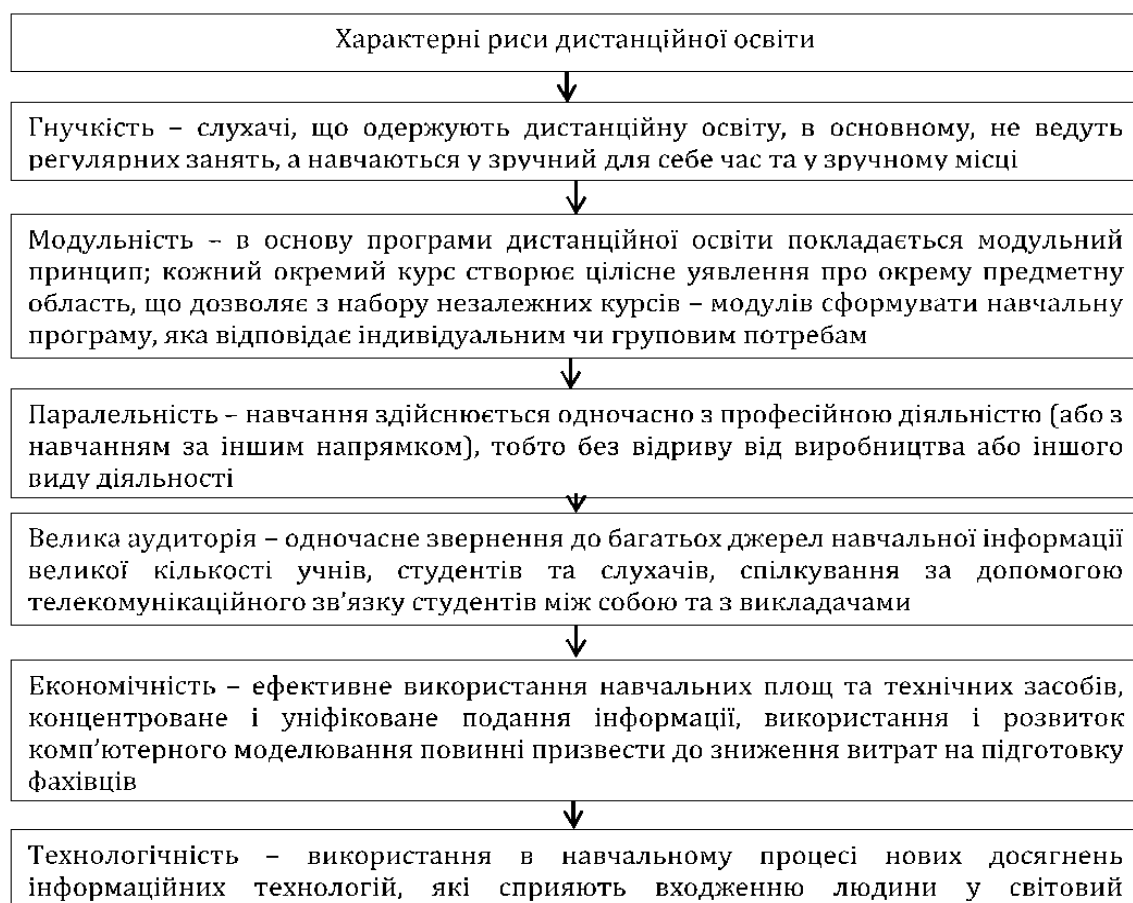 Характерні риси дистанційної освіти
Гнучкість – слухачі, що одержують дистанційну освіту, в основному, не ведуть
регулярних занять, а навчаються у зручний для себе час та у зручному місці
Модульність – в основу програми дистанційної освіти покладається модульний
принцип; кожний окремий курс створює цілісне уявлення про окрему предметну
область, що дозволяє з набору незалежних курсів – модулів сформувати навчальну
програму, яка відповідає індивідуальним чи груповим потребам
Паралельність – навчання здійснюється одночасно з професійною діяльністю (або з
навчанням за іншим напрямком), тобто без відриву від виробництва або іншого
виду діяльності
Велика аудиторія – одночасне звернення до багатьох джерел навчальної інформації
великої кількості учнів, студентів та слухачів, спілкування за допомогою
телекомунікаційного зв’язку студентів між собою та з викладачами
Економічність – ефективне використання навчальних площ та технічних засобів,
концентроване і уніфіковане подання інформації, використання і розвиток
комп’ютерного моделювання повинні призвести до зниження витрат на підготовку
фахівців
Технологічність – використання в навчальному процесі нових досягнень
інформаційних технологій, які сприяють входженню людини у світовий